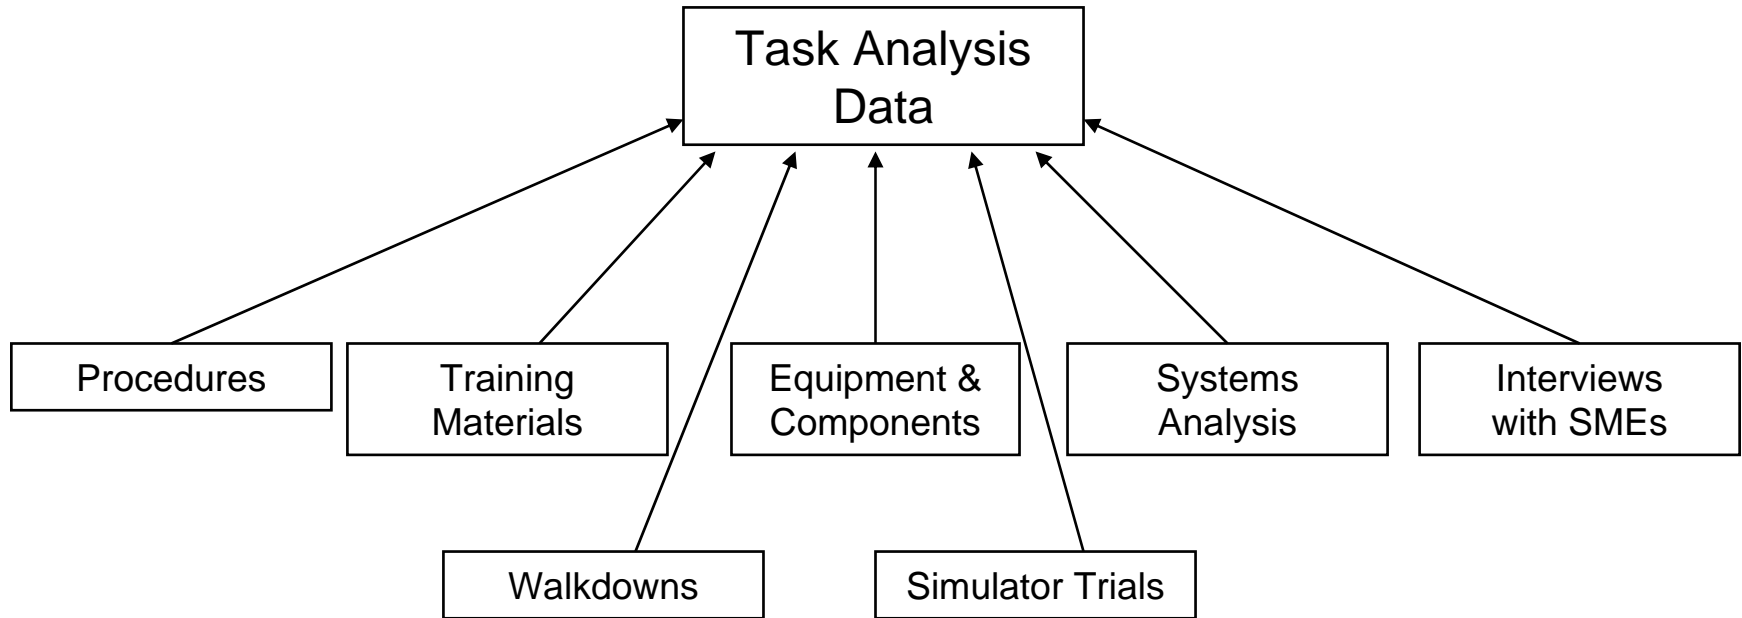 Task Analysis
Data
Procedures
Training
Materials
Equipment &
Components
Systems
Analysis
Interviews
with SMEs
Walkdowns
Simulator Trials